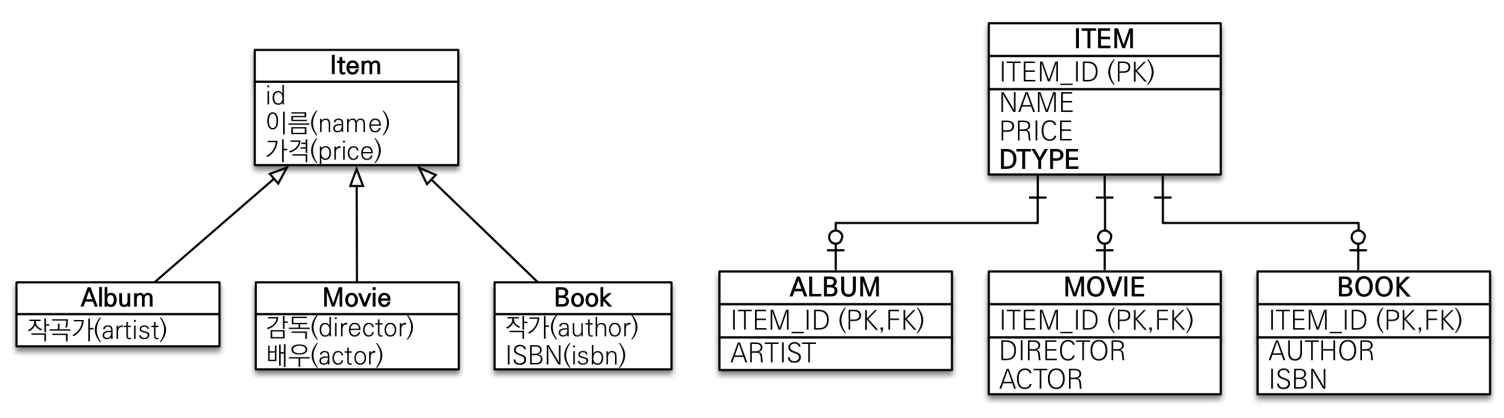 Item
id
이름(name)
가격(price)
Album
작곡가(artist)
Movie
감독(director)
배우(actor)
Book
작가(author)
ISBN(isbn)
ITEM
ITEM_ID (PK)
NAME
PRICE
DTYPE
ALBUM
ITEM_ID (PK,FK)
ARTIST
MOVIE
ITEM_ID (PK,FK)
DIRECTOR
ACTOR
BOOK
ITEM_ID (PK,FK)
AUTHOR
ISBN